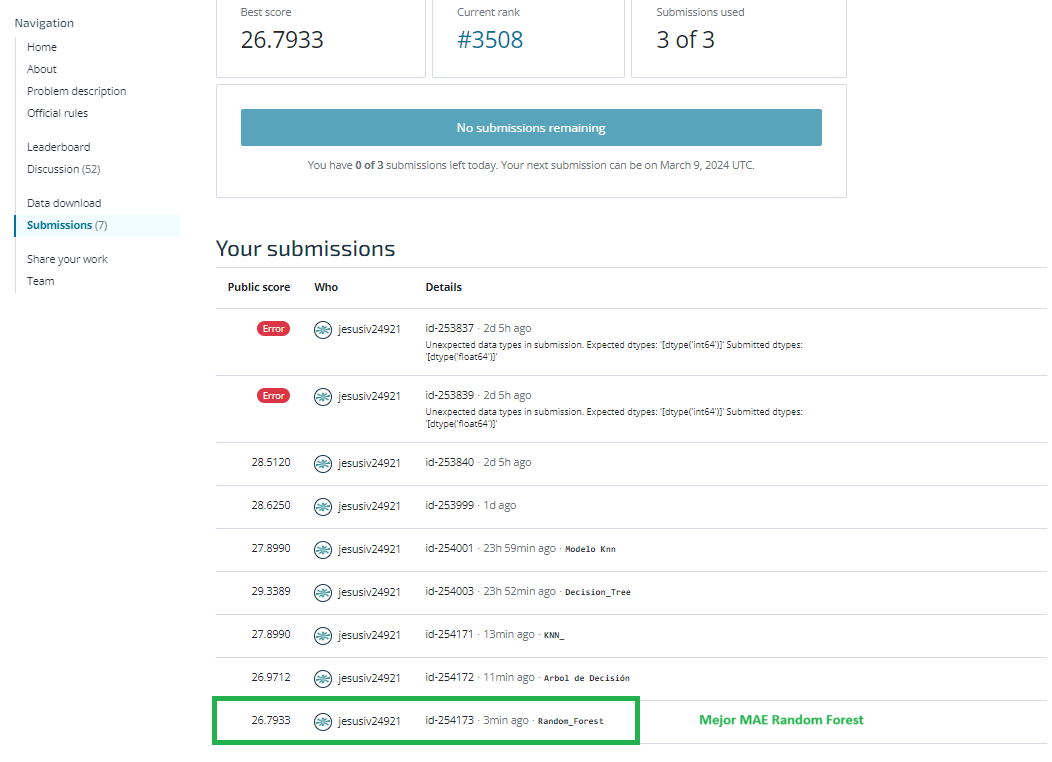 Navigation
Home
About
Problem description
Official rules
Leaderboard
Discussion (52)
Data download
Submissions (7)
Share your work
Team
Best score
26.7933
Current rank
#3508
Submissions used
3 of 3
No submissions remaining
You have 0 of 3 submissions left today. Your next submission can be on March 9, 2024 UTC.
Your submissions
Public score Who Details
Error jesusiv24921 id-253837 · 2d 5h ago
Unexpected data types in submission. Expected dtypes: '[dtype('int64')]' Submitted dtypes:
'[dtype('float64')]'
Error jesusiv24921 id-253839 · 2d 5h ago
Unexpected data types in submission. Expected dtypes: '[dtype('int64')]' Submitted dtypes:
'[dtype('float64')]'
28.5120 jesusiv24921 id-253840 · 2d 5h ago
28.6250 jesusiv24921 id-253999 · 1d ago
27.8990 jesusiv24921 id-254001 · 23h 59min ago · Modelo Knn
29.3389 jesusiv24921 id-254003 · 23h 52min ago · Decision_Tree
27.8990 jesusiv24921 id-254171 · 13min ago · KNN_
26.9712 jesusiv24921 id-254172 · 11min ago · Arbol de Decisión
26.7933 jesusiv24921 id-254173 · 3min ago · Random_Forest Mejor MAE Random Forest